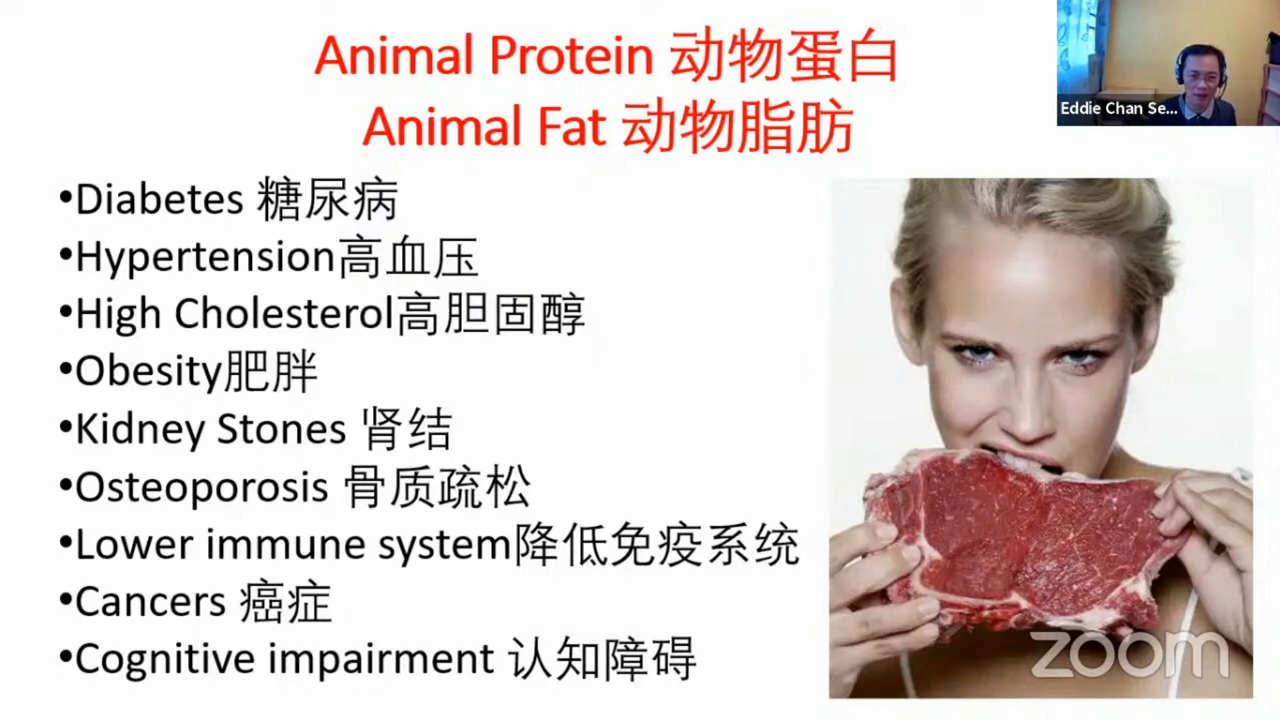 Animal Protein 动物蛋白
Animal Fat 动物脂肪
Eddie Chan Se...
•Diabetes 糖尿病
•Hypertension高血压
•High Cholesterol高胆固醇
•Obesity肥胖
•Kidney Stones 肾结
•Osteoporosis 骨质疏松
•Lower immune system降低免疫系统
•Cancers 癌症
•Cognitive impairment 认知障碍
zoom